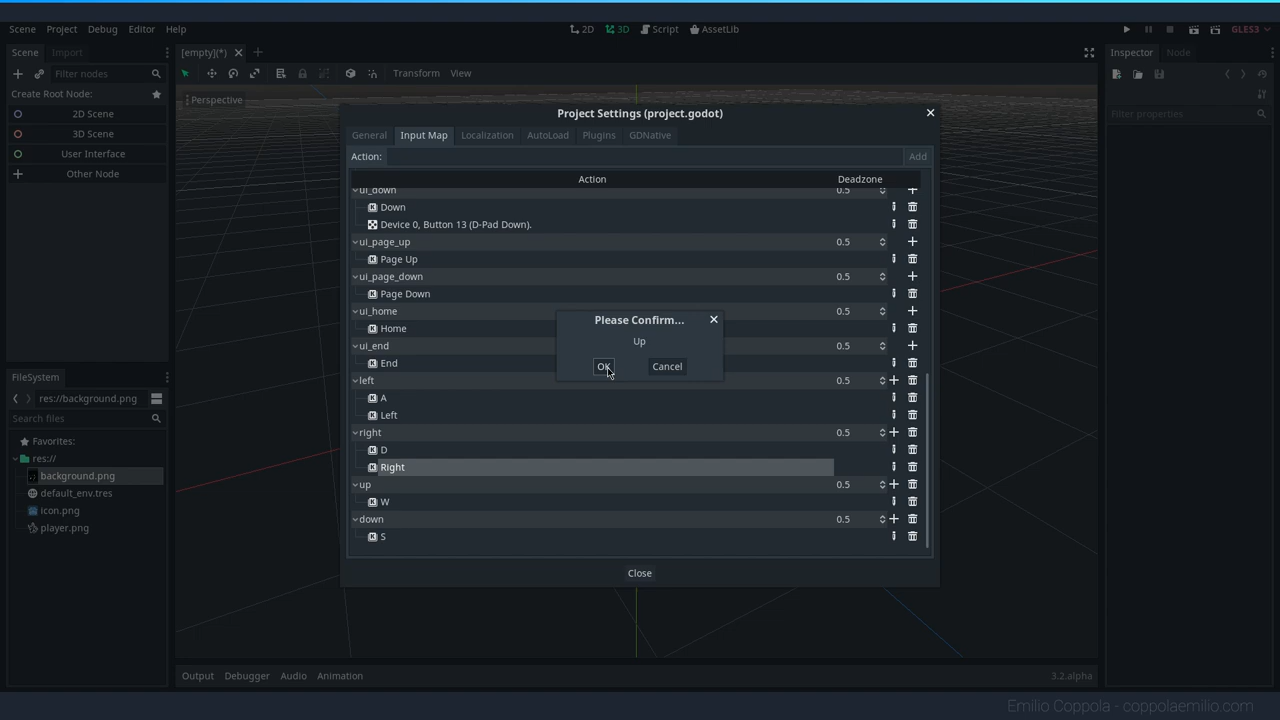 Scene Project Debug Editor Help
2D 3D Script AssetLib
GLES3
Scene Import
[empty](*)
Inspector Node
Filter nodes
Transform View
Create Root Node:
Perspective
2D Scene
3D Scene
User Interface
Other Node
Filter properties
Project Settings (project.godot)
General Input Map Localization AutoLoad Plugins GDNative
Action: Add
Action Deadzone
ui_down 0.5
Down
Device 0, Button 13 (D-Pad Down).
ui_page_up 0.5
Page Up
ui_page_down 0.5
Page Down
ui_home 0.5
Home
ui_end 0.5
End
left 0.5
A
Left
right 0.5
D
Right
up 0.5
W
down 0.5
S
Close
Please Confirm...
Up
OK Cancel
FileSystem
res://background.png
Search files
Favorites:
res://
background.png
default_env.tres
icon.png
player.png
Output Debugger Audio Animation
3.2.alpha
Emilio Coppola - coppolaemilio.com